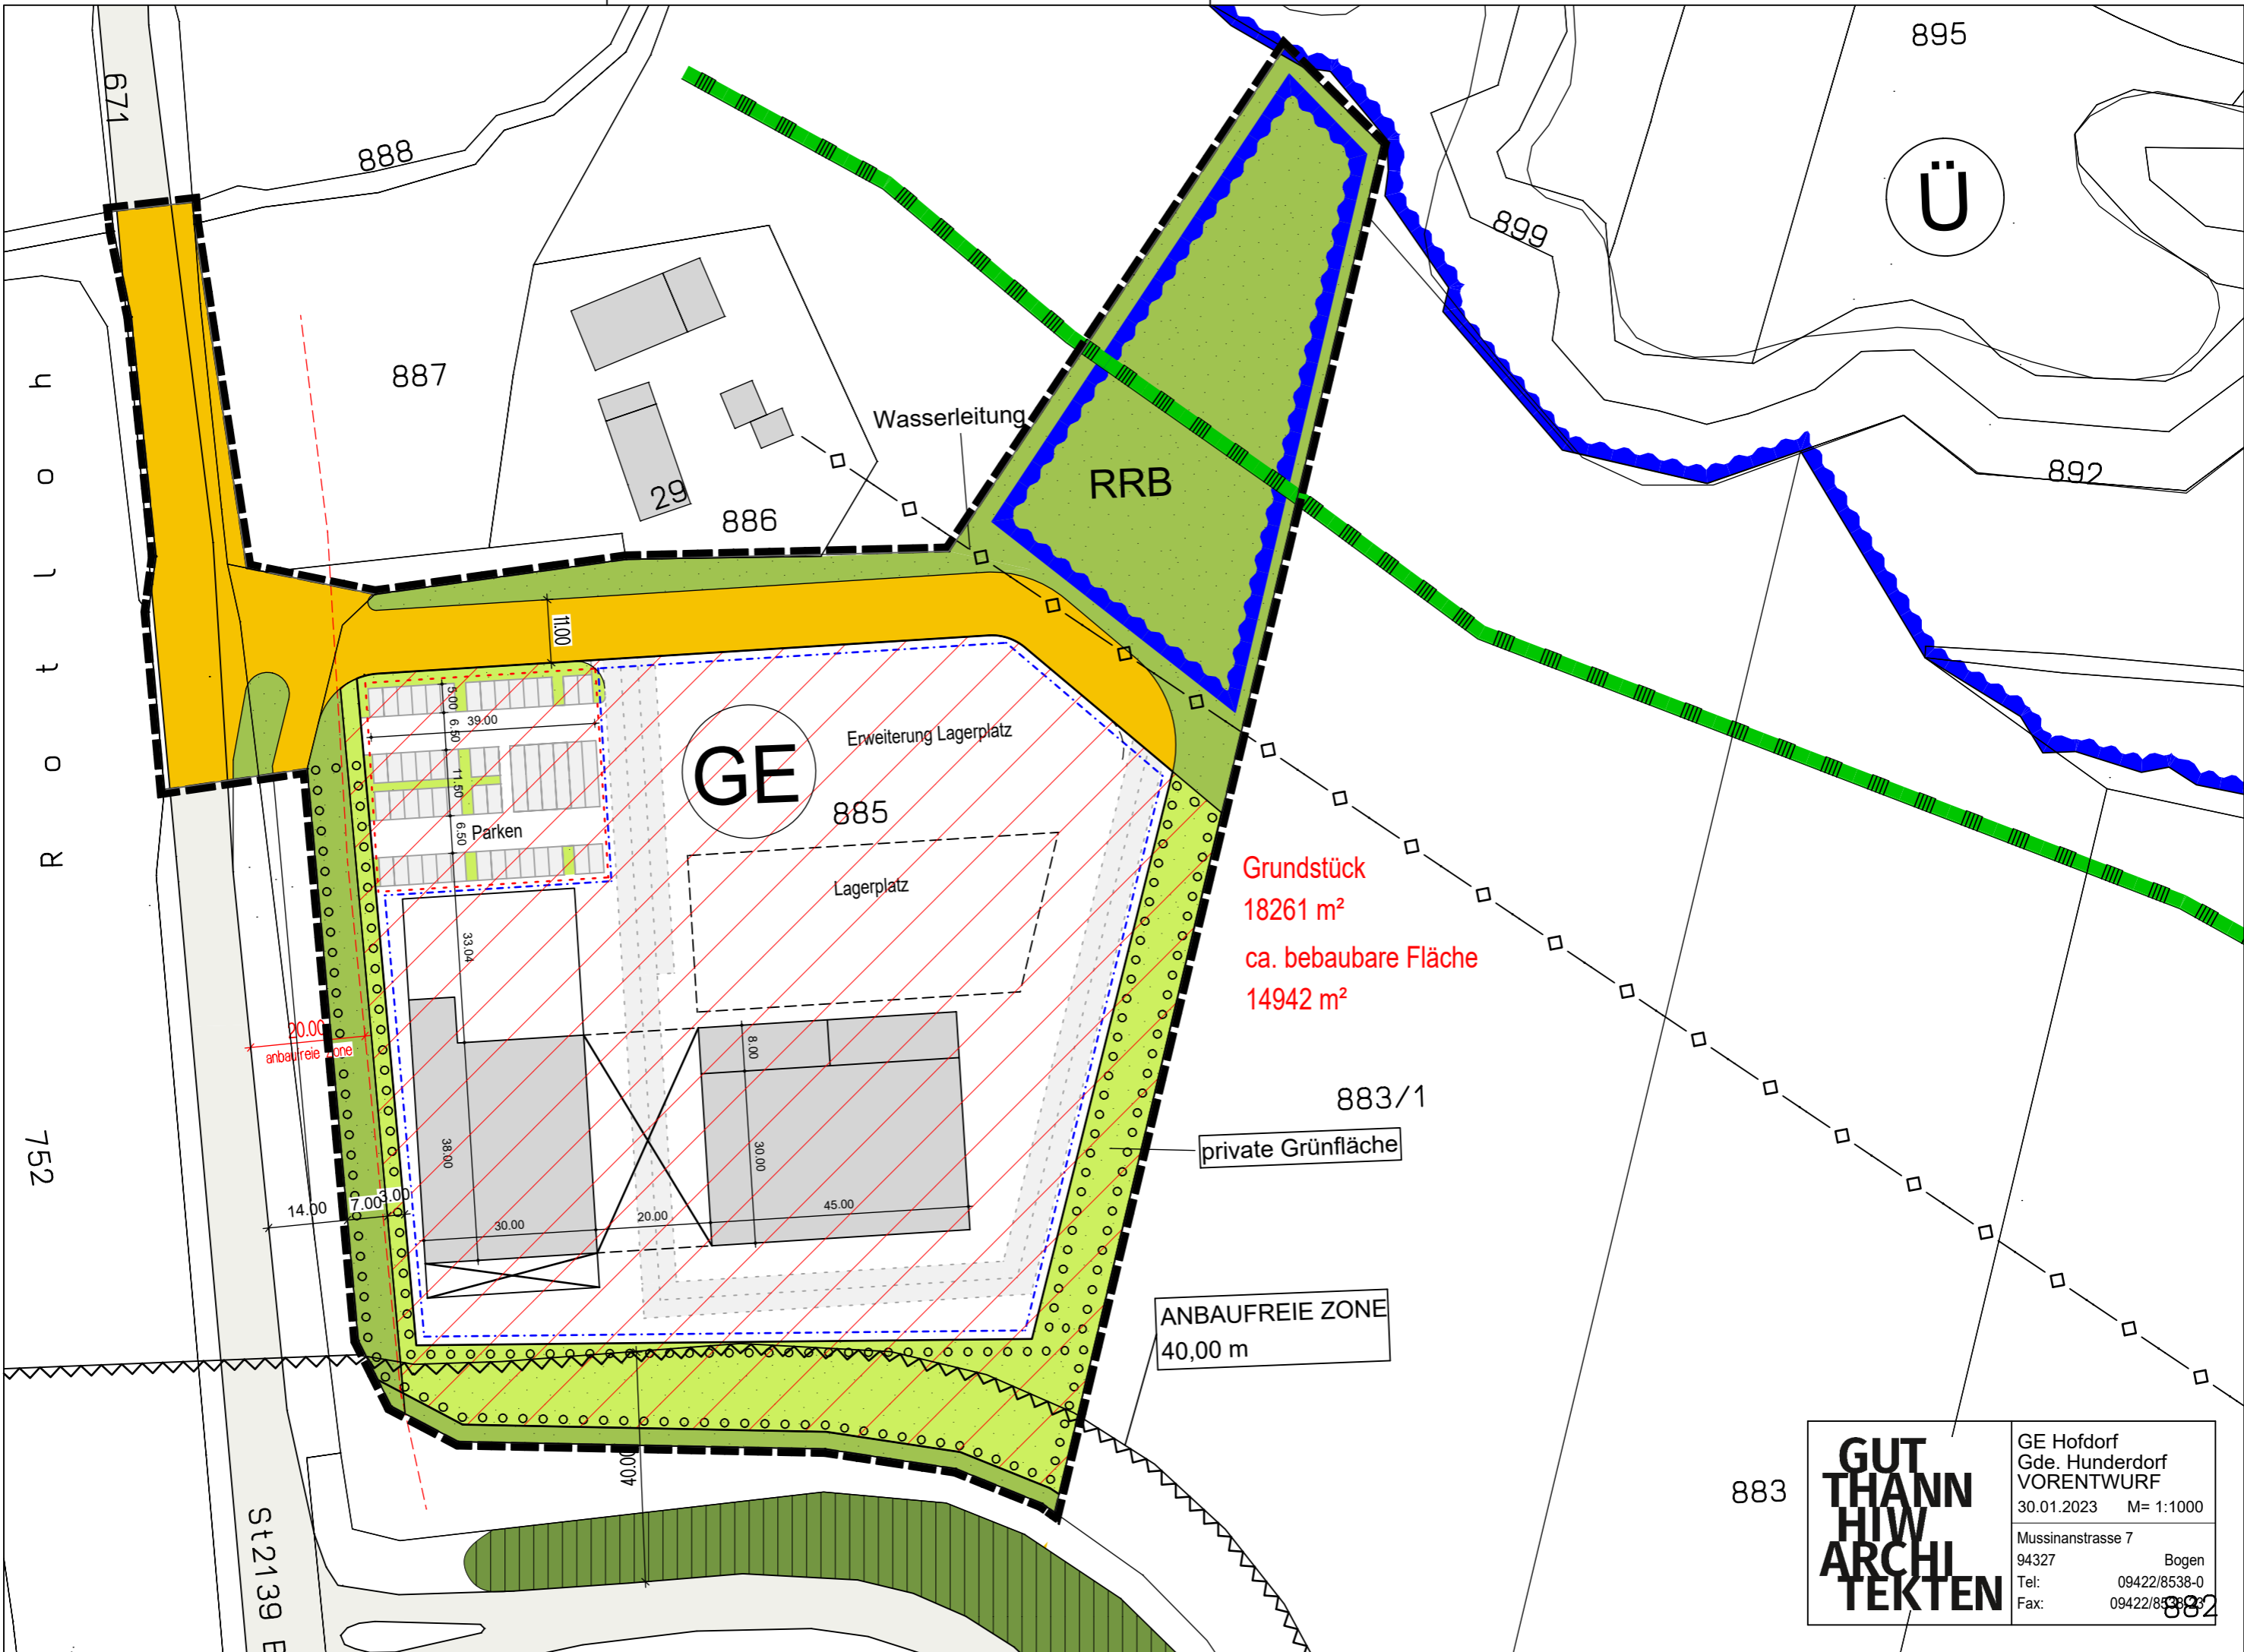 895
671
888
Ü
899
887
892
Wasserleitung
RRB
29
886
Rottloh
11.00
5.00
39.00
6.50
11.50
6.50
Parken
GE
Erweiterung Lagerplatz
885
Lagerplatz
Grundstück
18261 m²
ca. bebaubare Fläche
14942 m²
33.04
20.00
anbaufreie Zone
8.00
883/1
private Grünfläche
38.00
30.00
752
14.00
7.00
3.00
30.00
20.00
45.00
ANBAUFREIE ZONE
40,00 m
40.00
St2139
883
GUT
THANN
HIW
ARCHI
TEKTEN
GE Hofdorf
Gde. Hunderdorf
VORENTWURF
30.01.2023 M= 1:1000
Mussinanstrasse 7
94327 Bogen
Tel: 09422/8538-0
Fax: 09422/8538-23
882